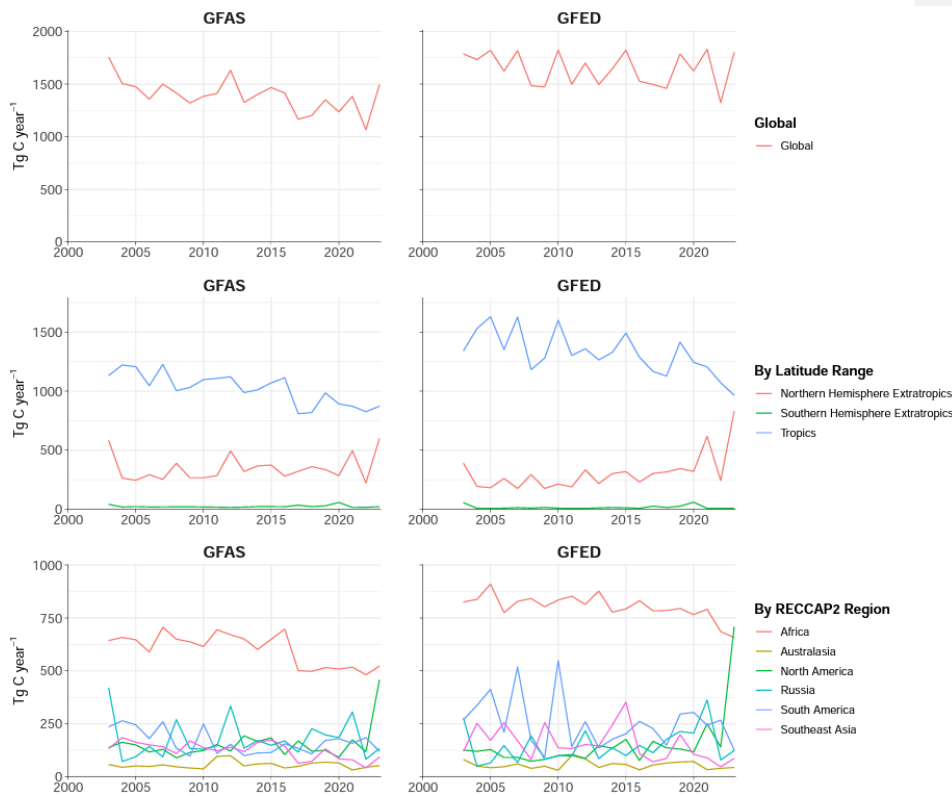 GFAS
GFED
2000
1500
1000
500
0
Tg C year⁻¹
2000
2005
2010
2015
2020
2000
2005
2010
2015
2020
Global
Global
GFAS
GFED
1500
1000
500
0
Tg C year⁻¹
2000
2005
2010
2015
2020
2000
2005
2010
2015
2020
By Latitude Range
Northern Hemisphere Extratropics
Southern Hemisphere Extratropics
Tropics
GFAS
GFED
1000
750
500
250
0
Tg C year⁻¹
2000
2005
2010
2015
2020
2000
2005
2010
2015
2020
By RECCAP2 Region
Africa
Australasia
North America
Russia
South America
Southeast Asia